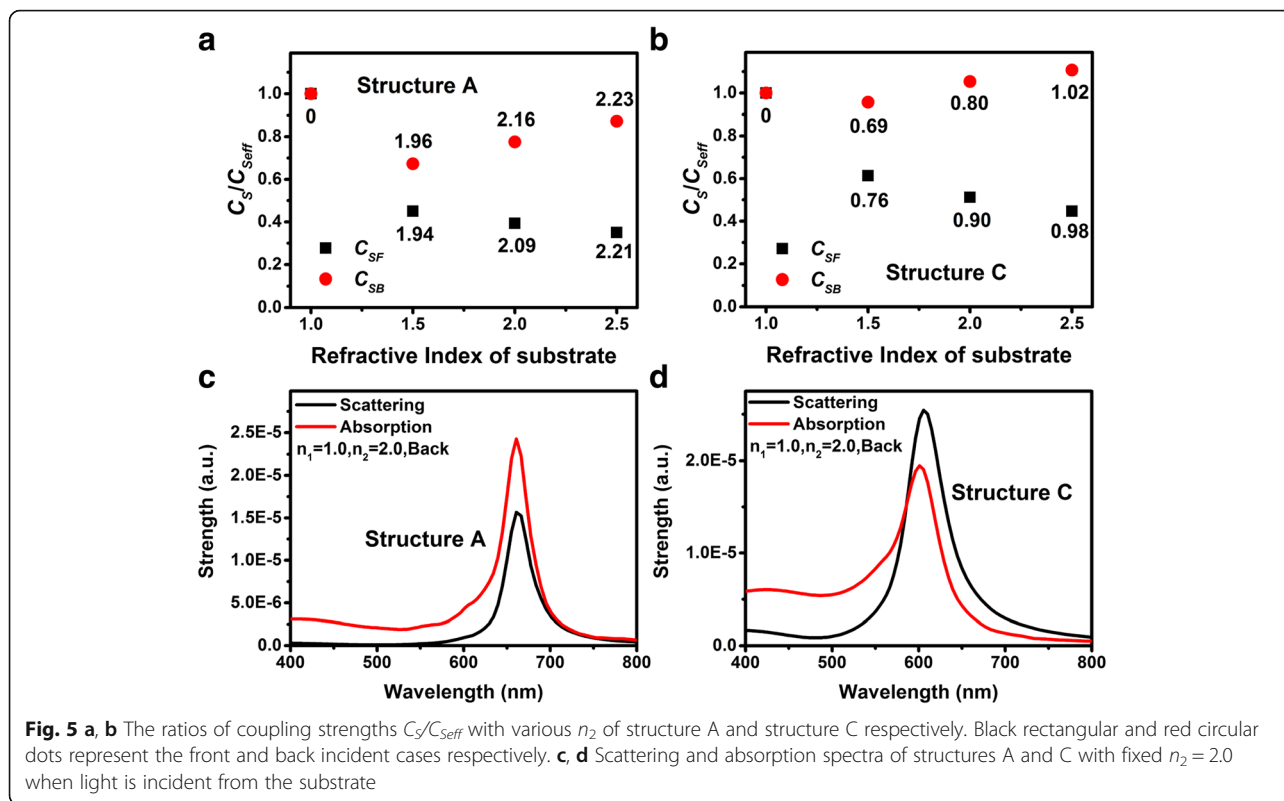 a
Structure A
C_S/C_Seff
1.0
0.8
0.6
0.4
0.2
0.0
0
1.96
2.16
2.23
1.94
2.09
2.21
C_SF
C_SB
1.0 1.5 2.0 2.5
Refractive Index of substrate
b
C_S/C_Seff
1.0
0.8
0.6
0.4
0.2
0.0
0
0.69
0.80
1.02
0.76
0.90
0.98
C_SF
C_SB
Structure C
1.0 1.5 2.0 2.5
Refractive Index of substrate
c
Scattering
Absorption
n₁=1.0,n₂=2.0,Back
Structure A
Strength (a.u.)
2.5E-5
2.0E-5
1.5E-5
1.0E-5
5.0E-6
0.0
400 500 600 700 800
Wavelength (nm)
d
Scattering
Absorption
n₁=1.0,n₂=2.0,Back
Structure C
Strength (a.u.)
2.0E-5
1.0E-5
0.0
400 500 600 700 800
Wavelength (nm)
Fig. 5 a, b The ratios of coupling strengths C_S/C_Seff with various n₂ of structure A and structure C respectively. Black rectangular and red circular
dots represent the front and back incident cases respectively. c, d Scattering and absorption spectra of structures A and C with fixed n₂ = 2.0
when light is incident from the substrate